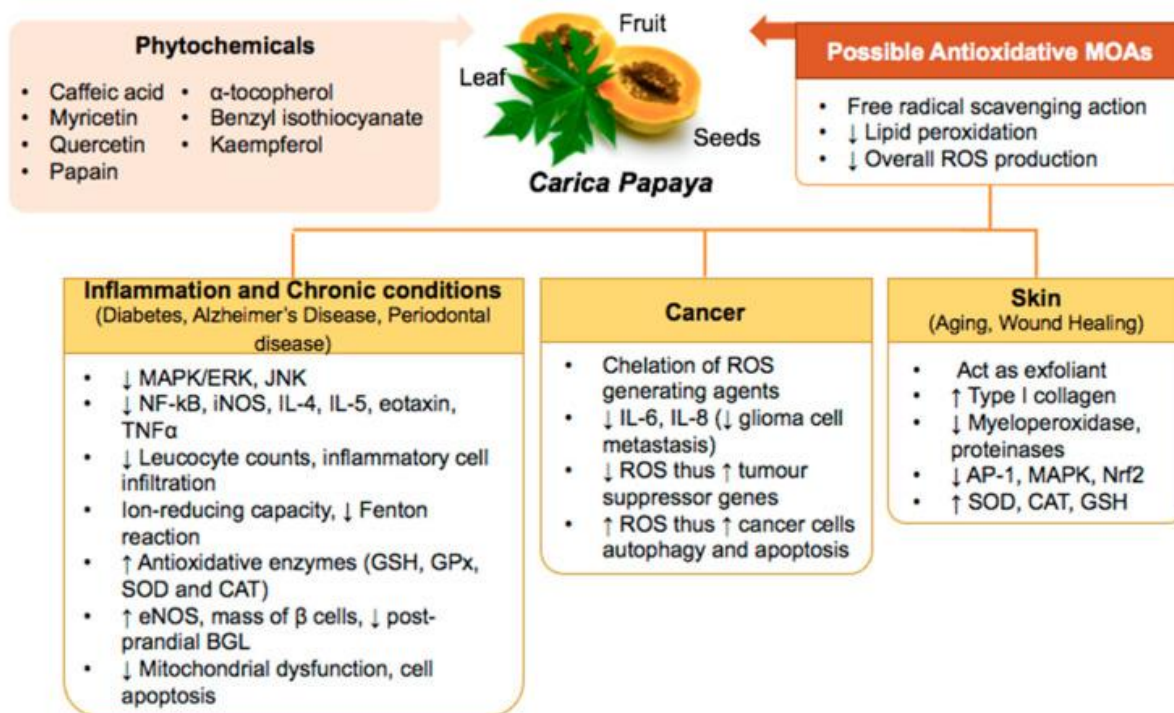 Phytochemicals
• Caffeic acid
• Myricetin
• Quercetin
• Papain
• α-tocopherol
• Benzyl isothiocyanate
• Kaempferol
Fruit
Leaf
Seeds
Carica Papaya
Possible Antioxidative MOAs
• Free radical scavenging action
• ↓ Lipid peroxidation
• ↓ Overall ROS production
Inflammation and Chronic conditions
(Diabetes, Alzheimer's Disease, Periodontal
disease)
• ↓ MAPK/ERK, JNK
• ↓ NF-kB, iNOS, IL-4, IL-5, eotaxin,
TNFα
• ↓ Leucocyte counts, inflammatory cell
infiltration
• Ion-reducing capacity, ↓ Fenton
reaction
• ↑ Antioxidative enzymes (GSH, GPx,
SOD and CAT)
• ↑ eNOS, mass of β cells, ↓ post-
prandial BGL
• ↓ Mitochondrial dysfunction, cell
apoptosis
Cancer
• Chelation of ROS
generating agents
• ↓ IL-6, IL-8 (↓ glioma cell
metastasis)
• ↓ ROS thus ↑ tumour
suppressor genes
• ↑ ROS thus ↑ cancer cells
autophagy and apoptosis
Skin
(Aging, Wound Healing)
• Act as exfoliant
• ↑ Type I collagen
• ↓ Myeloperoxidase,
proteinases
• ↓ AP-1, MAPK, Nrf2
• ↑ SOD, CAT, GSH